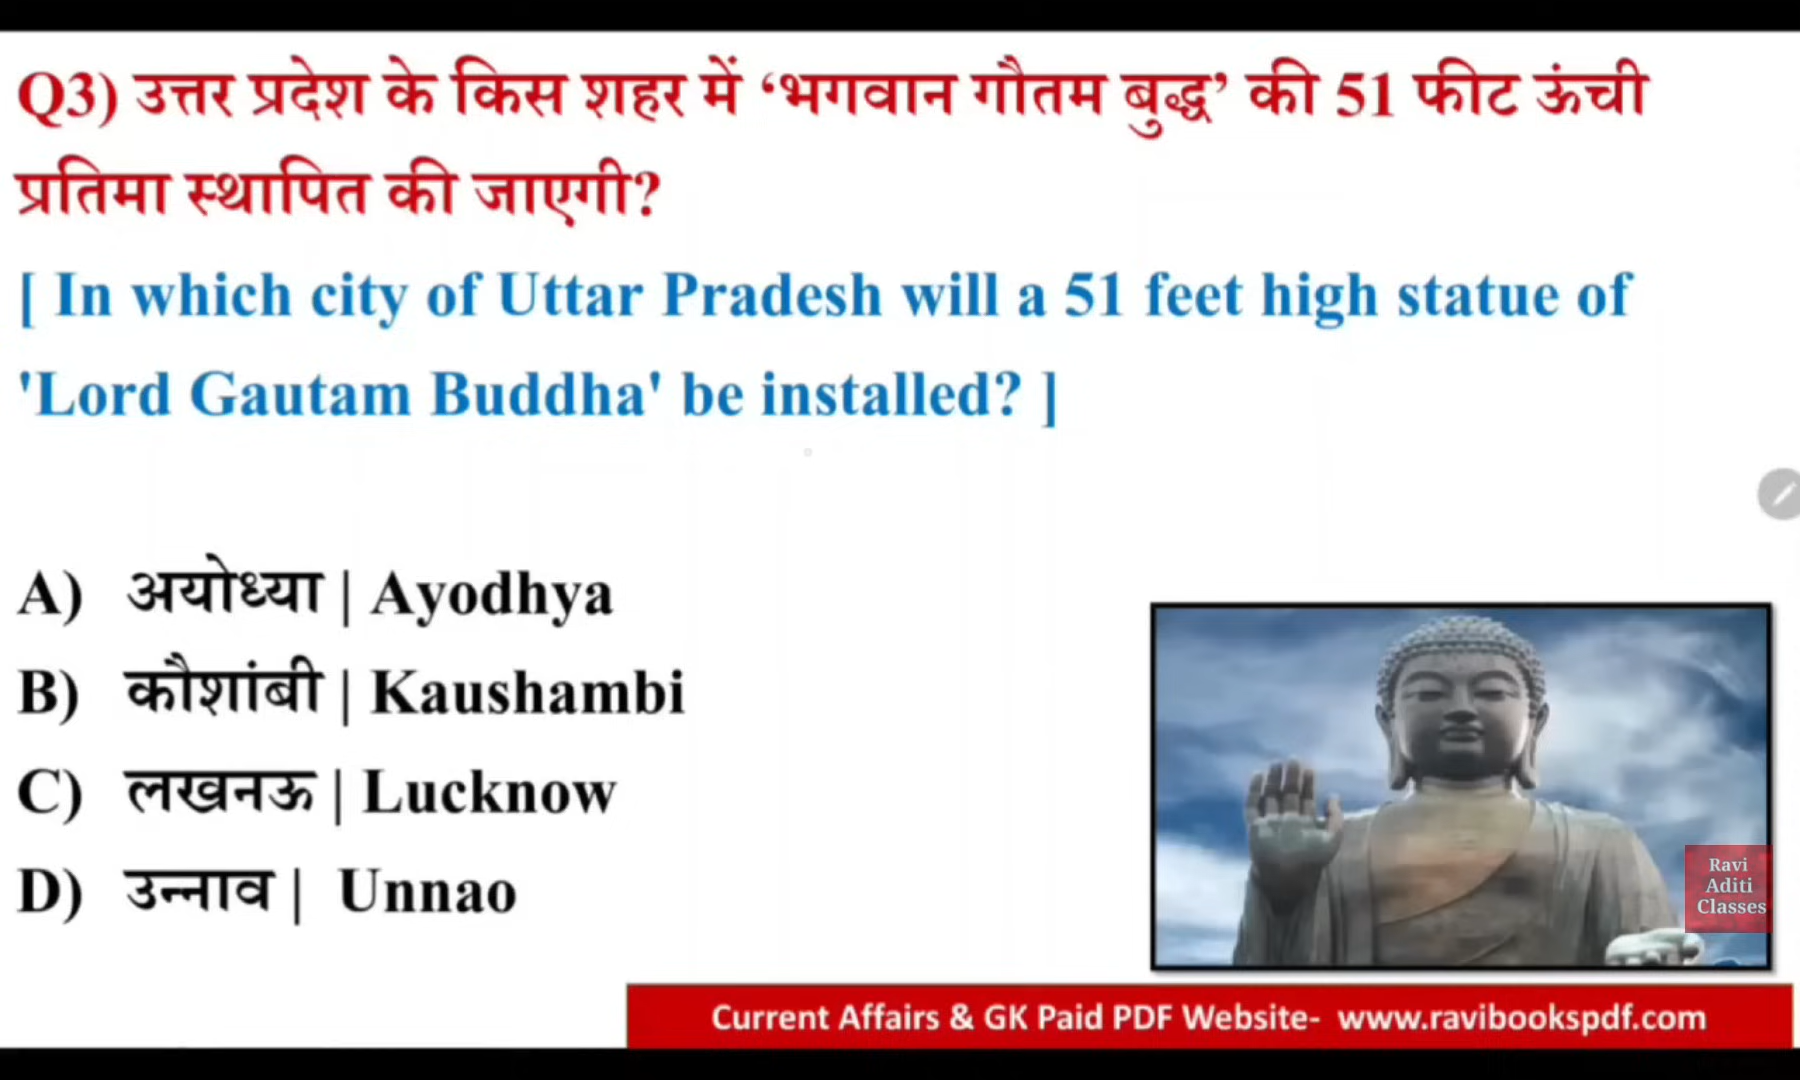 Q3) उत्तर प्रदेश के किस शहर में ‘भगवान गौतम बुद्ध’ की 51 फीट ऊंची
प्रतिमा स्थापित की जाएगी?
[ In which city of Uttar Pradesh will a 51 feet high statue of
'Lord Gautam Buddha' be installed? ]
A) अयोध्या | Ayodhya
B) कौशांबी | Kaushambi
C) लखनऊ | Lucknow
D) उन्नाव | Unnao
Ravi
Aditi
Classes
Current Affairs & GK Paid PDF Website- www.ravibookspdf.com